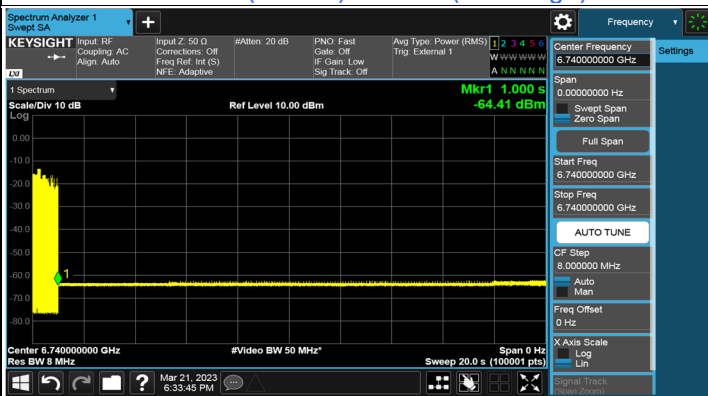 Spectrum Analyzer 1
Swept SA
+
Frequency
KEYSIGHT
Input: RF
Coupling: AC
Align: Auto
Input Z: 50 Ω
Corrections: Off
Freq Ref: Int (S)
NFE: Adaptive
#Atten: 20 dB
PNO: Fast
Gate: Off
IF Gain: Low
Sig Track: Off
Avg Type: Power (RMS)
Trig: External 1
1 2 3 4 5 6
W W W W W W
A N N N N N
LXI
1 Spectrum
Scale/Div 10 dB
Ref Level 10.00 dBm
Mkr1 1.000 s
-64.41 dBm
Log
0.00
-10.0
-20.0
-30.0
-40.0
-50.0
-60.0
-70.0
-80.0
1
Center 6.740000000 GHz
#Video BW 50 MHz*
Span 0 Hz
Res BW 8 MHz
Sweep 20.0 s (100001 pts)
Mar 21, 2023
6:33:45 PM
?
Center Frequency
6.740000000 GHz
Span
0.00000000 Hz
Swept Span
Zero Span
Full Span
Start Freq
6.740000000 GHz
Stop Freq
6.740000000 GHz
AUTO TUNE
CF Step
8.000000 MHz
Auto
Man
Freq Offset
0 Hz
X Axis Scale
Log
Lin
Signal Track
(Span Zoom)
Settings